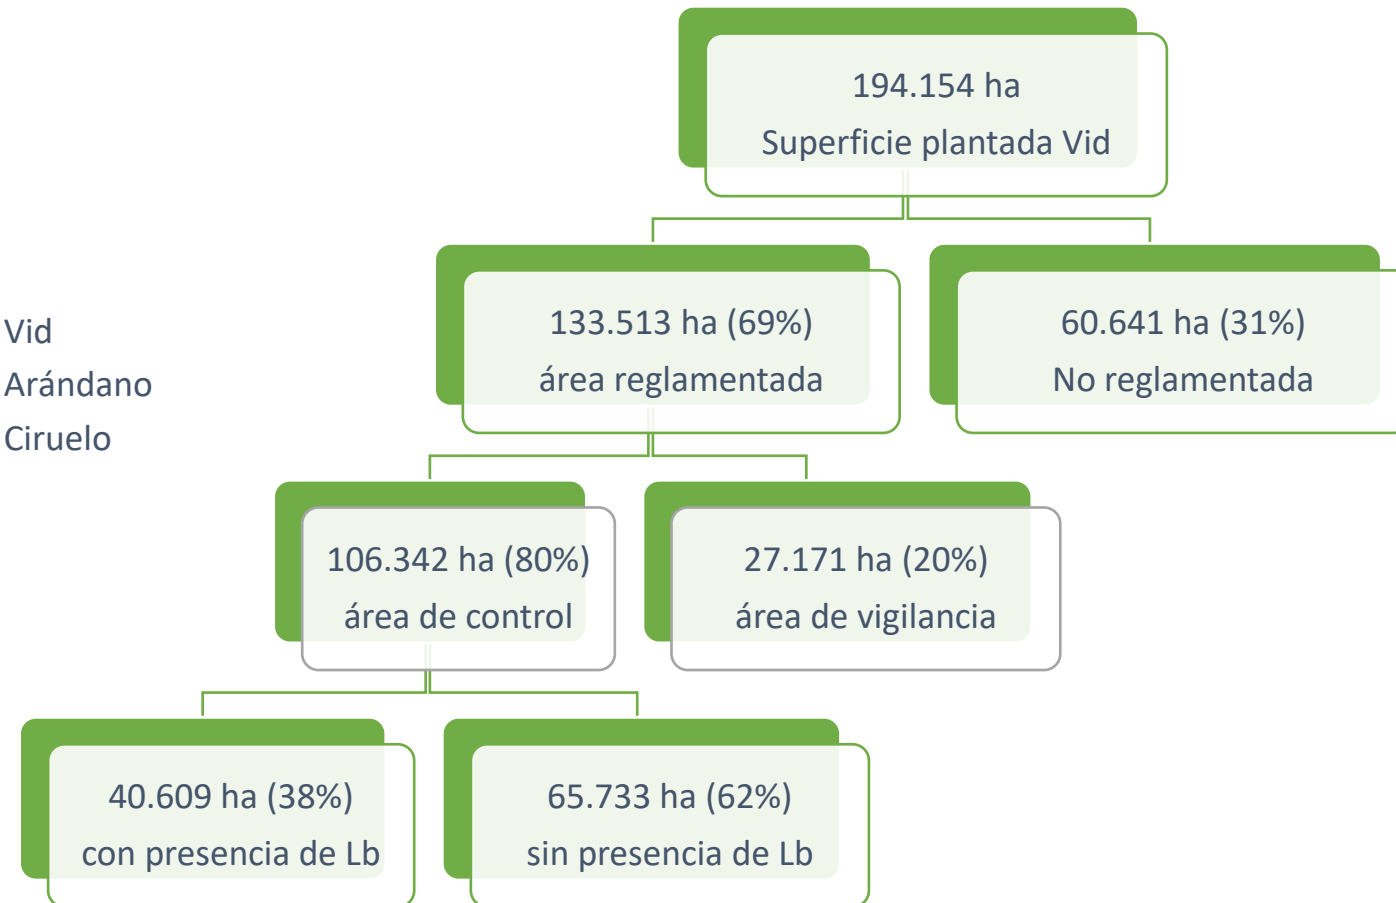 194.154 ha
Superficie plantada Vid
133.513 ha (69%)
área reglamentada
60.641 ha (31%)
No reglamentada
Vid
Arándano
Ciruelo
106.342 ha (80%)
área de control
27.171 ha (20%)
área de vigilancia
40.609 ha (38%)
con presencia de Lb
65.733 ha (62%)
sin presencia de Lb